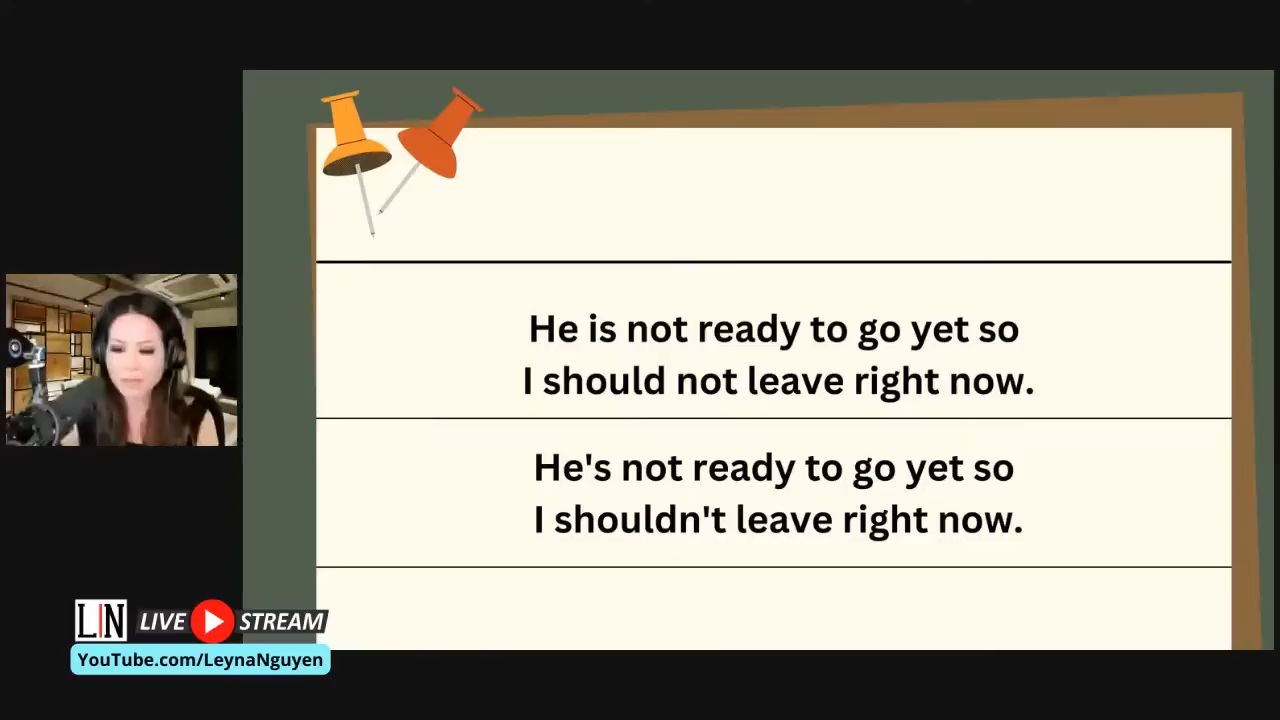 He is not ready to go yet so
I should not leave right now.
He's not ready to go yet so
I shouldn't leave right now.
LN LIVE STREAM
YouTube.com/LeynaNguyen